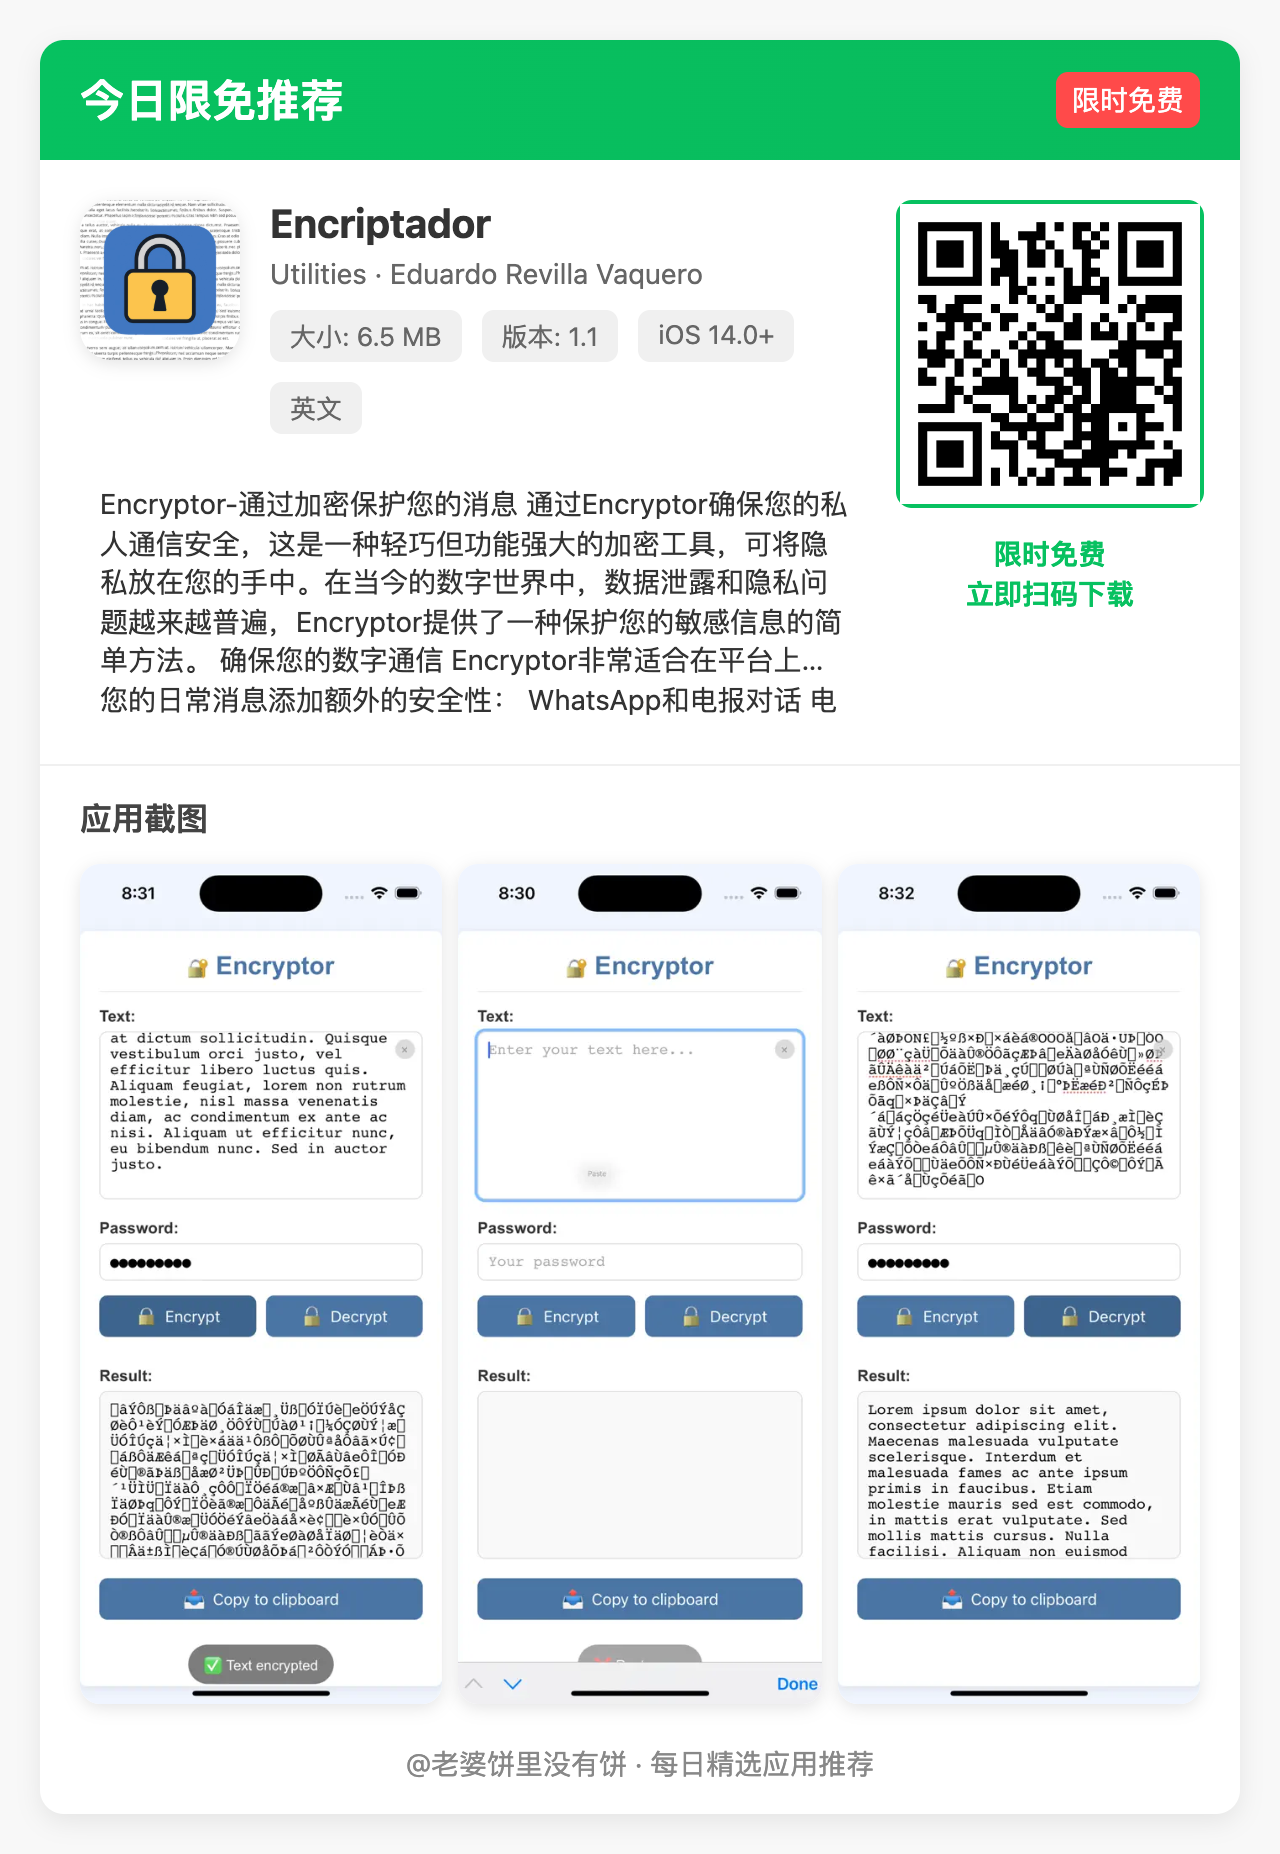 今日限免推荐
限时免费
Encriptador
Utilities · Eduardo Revilla Vaquero
大小: 6.5 MB
版本: 1.1
iOS 14.0+
英文
Encryptor-通过加密保护您的消息 通过Encryptor确保您的私
人通信安全，这是一种轻巧但功能强大的加密工具，可将隐
私放在您的手中。在当今的数字世界中，数据泄露和隐私问
题越来越普遍，Encryptor提供了一种保护您的敏感信息的简
单方法。 确保您的数字通信 Encryptor非常适合在平台上...
您的日常消息添加额外的安全性： WhatsApp和电报对话 电
限时免费
立即扫码下载
应用截图
8:31
Encryptor
Text:
at dictum sollicitudin. Quisque
vestibulum orci justo, vel
efficitur libero luctus quis.
Aliquam feugiat, lorem non rutrum
molestie, nisl massa venenatis
diam, ac condimentum ex ante ac
nisi. Aliquam ut efficitur nunc,
eu bibendum nunc. Sed in auctor
justo.
Password:
Encrypt
Decrypt
Result:
Copy to clipboard
Text encrypted
8:30
Encryptor
Text:
Enter your text here...
Paste
Password:
Your password
Encrypt
Decrypt
Result:
Copy to clipboard
Done
8:32
Encryptor
Text:
Password:
Encrypt
Decrypt
Result:
Lorem ipsum dolor sit amet,
consectetur adipiscing elit.
Maecenas malesuada vulputate
scelerisque. Interdum et
malesuada fames ac ante ipsum
primis in faucibus. Etiam
molestie mauris sed est commodo,
in mattis erat vulputate. Sed
mollis mattis cursus. Nulla
facilisi. Aliquam non euismod
Copy to clipboard
@老婆饼里没有饼 · 每日精选应用推荐